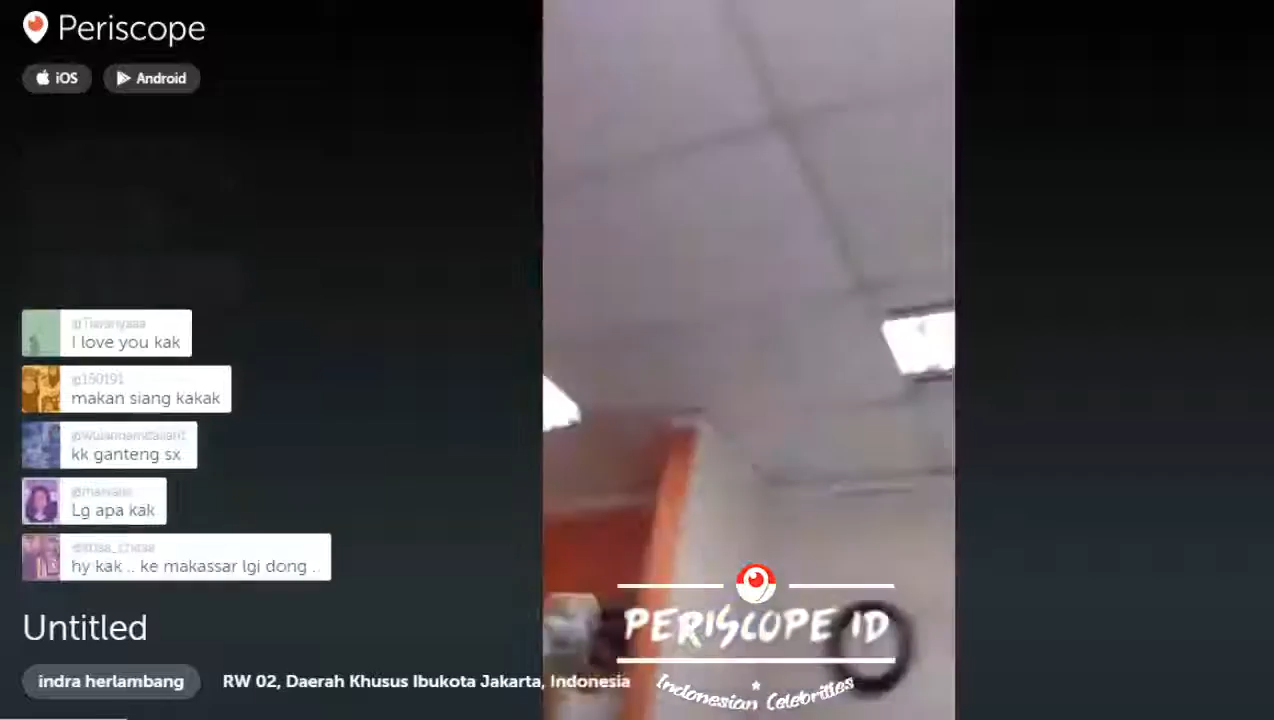 Periscope
iOS
Android
I love you kak
@150191
makan siang kakak
kk ganteng sx
Lg apa kak
hy kak .. ke makassar lgi dong ..
Untitled
indra herlambang
RW 02, Daerah Khusus Ibukota Jakarta, Indonesia
PERISCOPE ID
Indonesian Celebrities